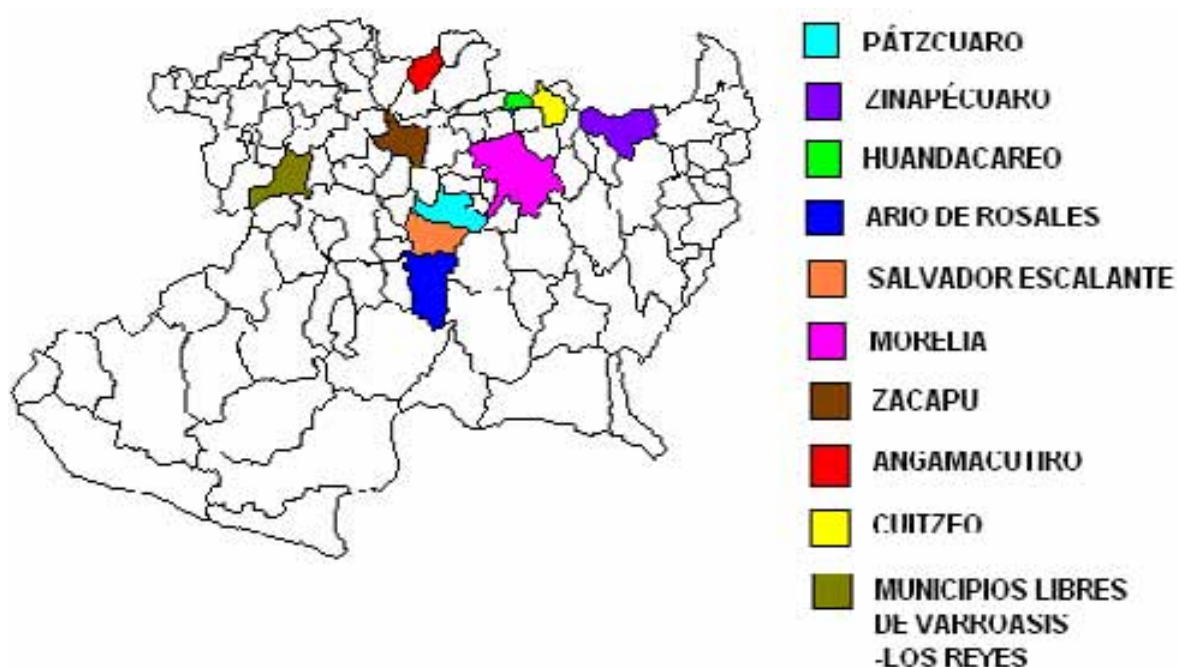 PÁTZCUARO
ZINAPÉCUARO
HUANDACAREO
ARIO DE ROSALES
SALVADOR ESCALANTE
MORELIA
ZACAPU
ANGAMACUTIRO
CUITZEO
MUNICIPIOS LIBRES
DE VARROASIS
-LOS REYES